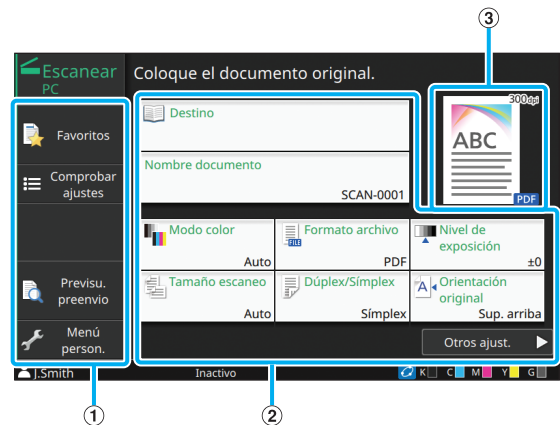 ③
Escanear
PC
Coloque el documento original.
Favoritos
Comprobar
ajustes
Previsu.
preenvio
Menú
person.
Destino
Nombre documento
SCAN-0001
300dpi
ABC
PDF
Modo color
Auto
Formato archivo
FILE
PDF
Nivel de
exposición
±0
Tamaño escaneo
Auto
Dúplex/Símplex
Símplex
A
Orientación
original
Sup. arriba
Otros ajust.
J.Smith
Inactivo
K C M Y G
① ②